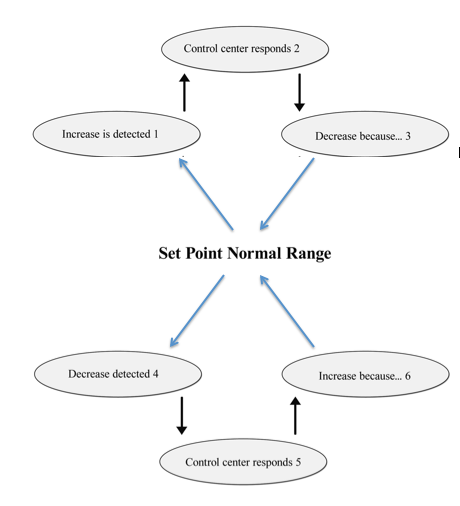 Control center responds 2
Increase is detected 1
Decrease because... 3
Set Point Normal Range
Decrease detected 4
Increase because... 6
Control center responds 5